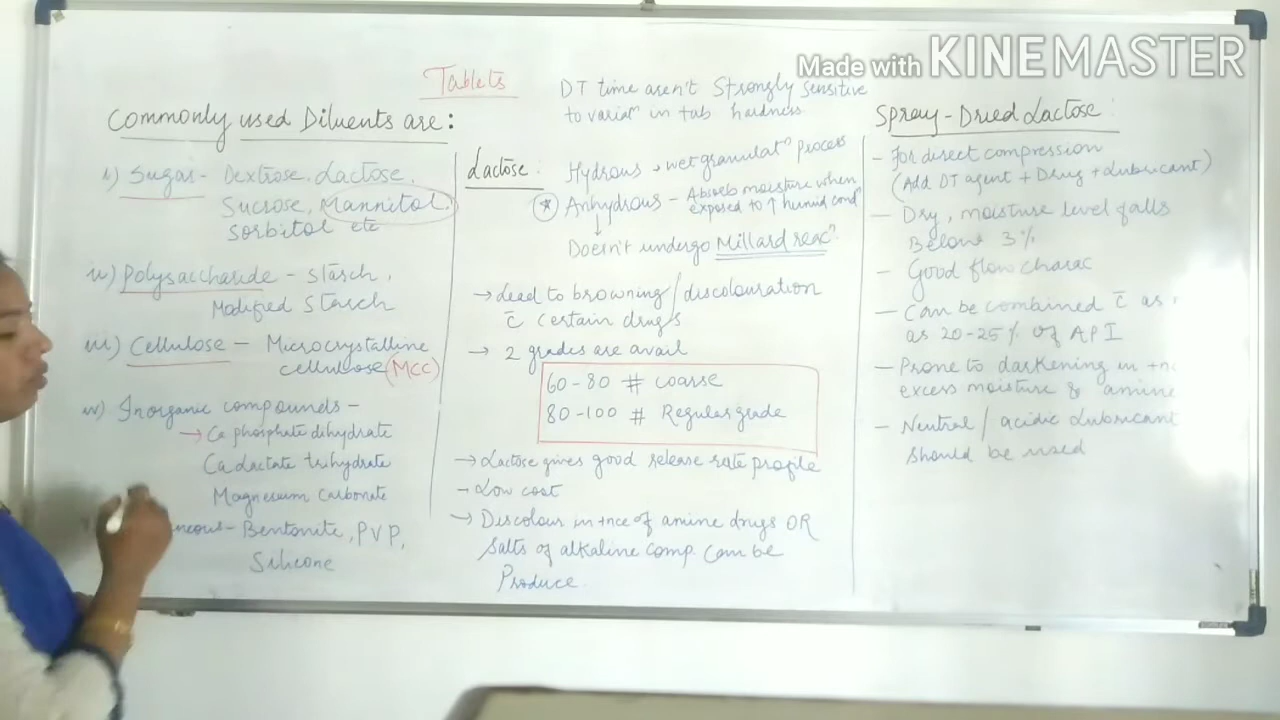 Made with KINEMASTER
Tablets
Commonly used Diluents are:
i) Sugar - Dextrose, Lactose,
Sucrose, Mannitol,
Sorbitol etc
ii) Polysaccharide - Starch,
Modified Starch
iii) Cellulose - Microcrystalline
cellulose (MCC)
iv) Inorganic compounds -
→ Ca phosphate dihydrate
Ca Lactate trihydrate
Magnesium Carbonate
neous - Bentonite, PVP,
Silicone
DT time aren't Strongly Sensitive
to variatn in tab hardness
Lactose:
Hydrous → wet granulatn process
* Anhydrous - Absorb moisture when
exposed to ↑ humid cond
↓
Doesn't undergo Millard reacn
→ Lead to browning / discolouration
c̄ certain drugs
→ 2 grades are avail
60-80 # coarse
80-100 # Regular grade
→ Lactose gives good release rate profile
- Low cost
→ Discolour in +nce of amine drugs OR
Salts of alkaline comp. can be
Produce.
Spray-Dried Lactose:
- For direct compression
(Add DT agent + Drug + Lubricant)
- Dry, moisture level falls
Below 3%
- Good flow charac
- Can be combined c̄ as
as 20-25% of API
- Prone to darkening in +nc
excess moisture & amine
- Neutral / acidic Lubricant
should be used